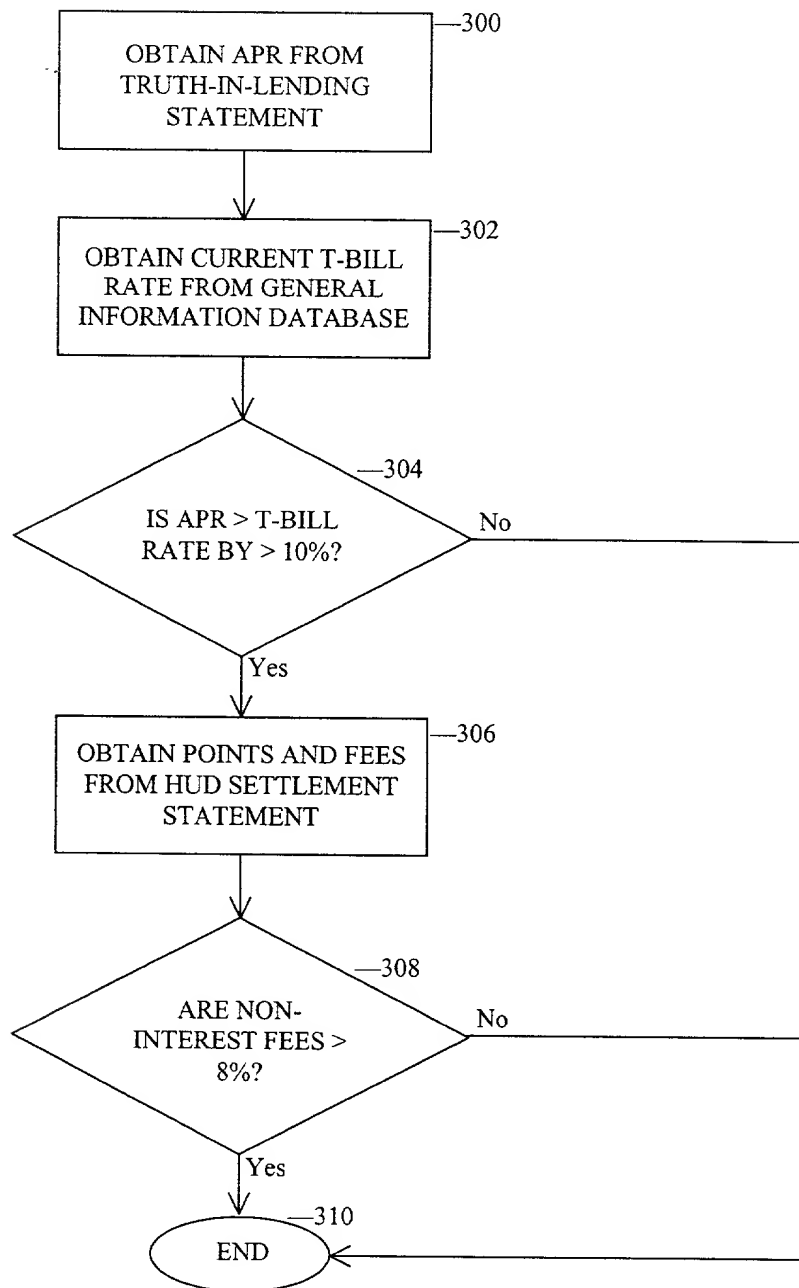 300
OBTAIN APR FROM
TRUTH-IN-LENDING
STATEMENT
302
OBTAIN CURRENT T-BILL
RATE FROM GENERAL
INFORMATION DATABASE
304
IS APR > T-BILL
RATE BY > 10%?
No
Yes
306
OBTAIN POINTS AND FEES
FROM HUD SETTLEMENT
STATEMENT
308
ARE NON-
INTEREST FEES >
8%?
No
Yes
310
END